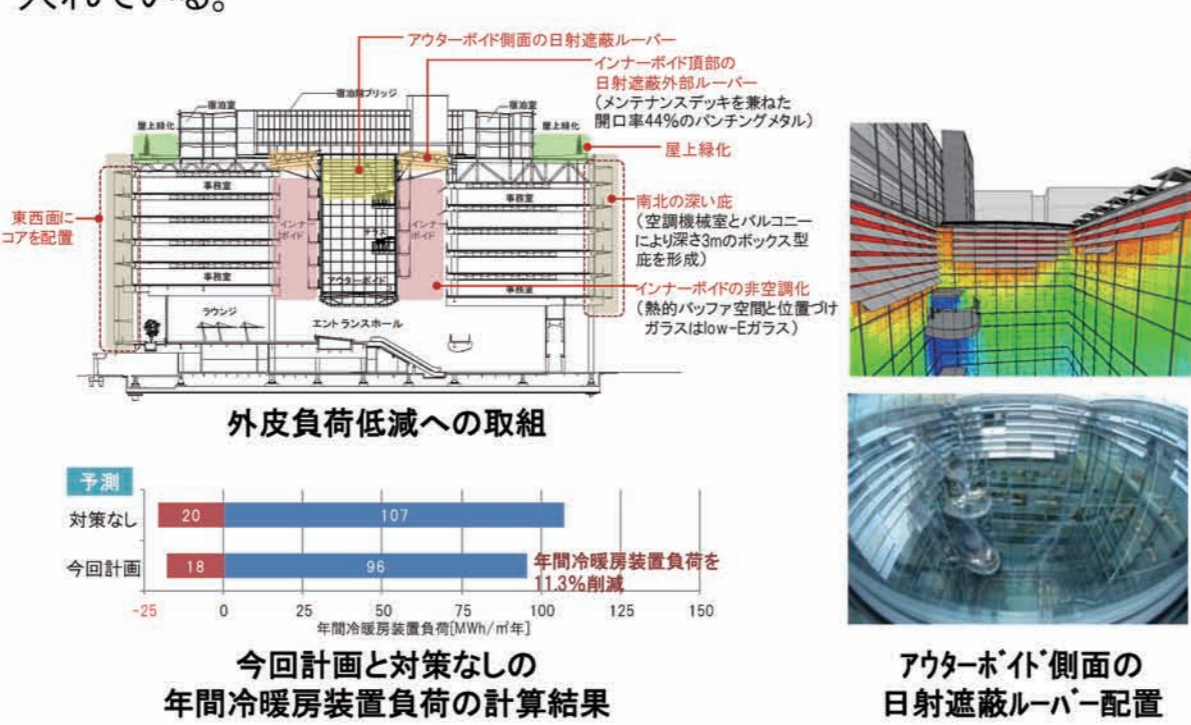 入れている。
アウターボイド側面の日射遮蔽ルーバー
インナーボイド頂部の
日射遮蔽外部ルーバー
(メンテナンスデッキを兼ねた
開口率44%のパンチングメタル)
屋上緑化
南北の深い庇
(空調機械室とバルコニー
により深さ3mのボックス型
庇を形成)
インナーボイドの非空調化
(熱的バッファ空間と位置づけ
ガラスはlow-Eガラス)
東西面に
コアを配置
宿泊室
宿泊階ブリッジ
宿泊室
屋上緑化
屋上緑化
事務室
事務室
インナー
ボイド
テラス
インナー
ボイド
アウターボイド
事務室
事務室
ラウンジ
エントランスホール
外皮負荷低減への取組
予測
対策なし
20
107
今回計画
18
96
年間冷暖房装置負荷を
11.3%削減
-25
0
25
50
75
100
125
150
年間冷暖房装置負荷[MWh/㎡年]
今回計画と対策なしの
年間冷暖房装置負荷の計算結果
アウターボイド側面の
日射遮蔽ルーバー配置